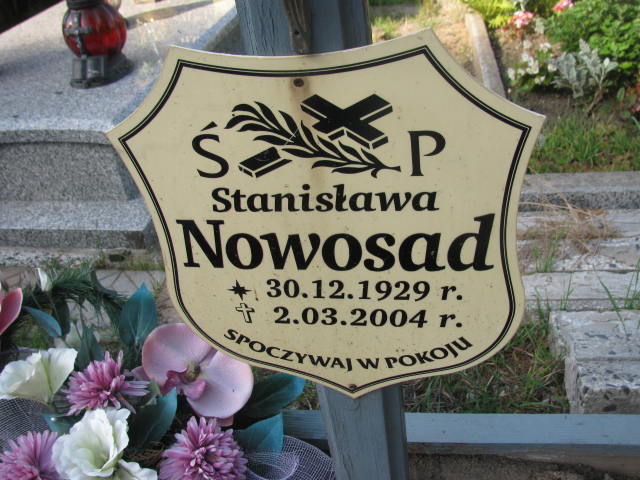 Ś P
Stanisława
Nowosad
30.12.1929 r.
2.03.2004 r.
SPOCZYWAJ W POKOJU